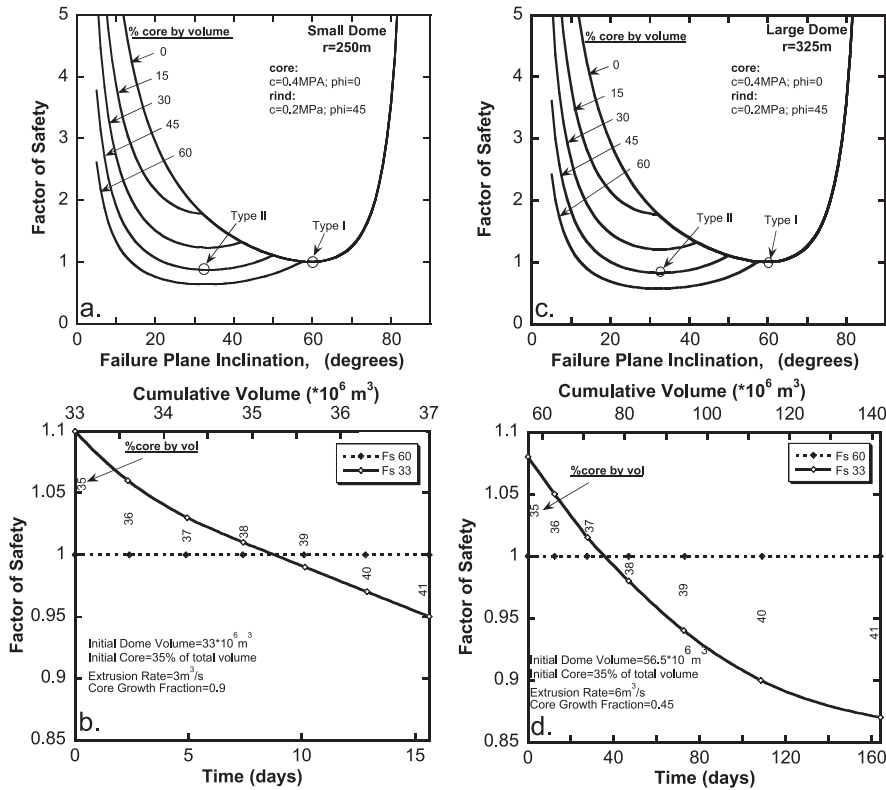 5
4
3
2
1
0
Factor of Safety
% core by volume
0
15
30
45
60
Small Dome
r=250m
core:
c=0.4MPA; phi=0
rind:
c=0.2MPa; phi=45
Type II
Type I
a.
0
20
40
60
80
Failure Plane Inclination, (degrees)
5
4
3
2
1
0
Factor of Safety
% core by volume
0
15
30
45
60
Large Dome
r=325m
core:
c=0.4MPA; phi=0
rind:
c=0.2MPa; phi=45
Type II
Type I
c.
0
20
40
60
80
Failure Plane Inclination, (degrees)
Cumulative Volume (*10^6 m^3)
33
34
35
36
37
1.1
1.05
1
0.95
0.9
0.85
Factor of Safety
%core by vol
Fs 60
Fs 33
35
36
37
38
39
40
41
Initial Dome Volume=33*10^6 m^3
Initial Core=35% of total volume
Extrusion Rate=3m^3/s
Core Growth Fraction=0.9
b.
0
5
10
15
Time (days)
Cumulative Volume (*10^6 m^3)
60
80
100
120
140
1.1
1.05
1
0.95
0.9
0.85
Factor of Safety
%core by vol
Fs 60
Fs 33
35
36
37
38
39
40
41
6 3
Initial Dome Volume=56.5*10 m
Initial Core=35% of total volume
Extrusion Rate=6m^3/s
Core Growth Fraction=0.45
d.
0
40
80
120
160
Time (days)